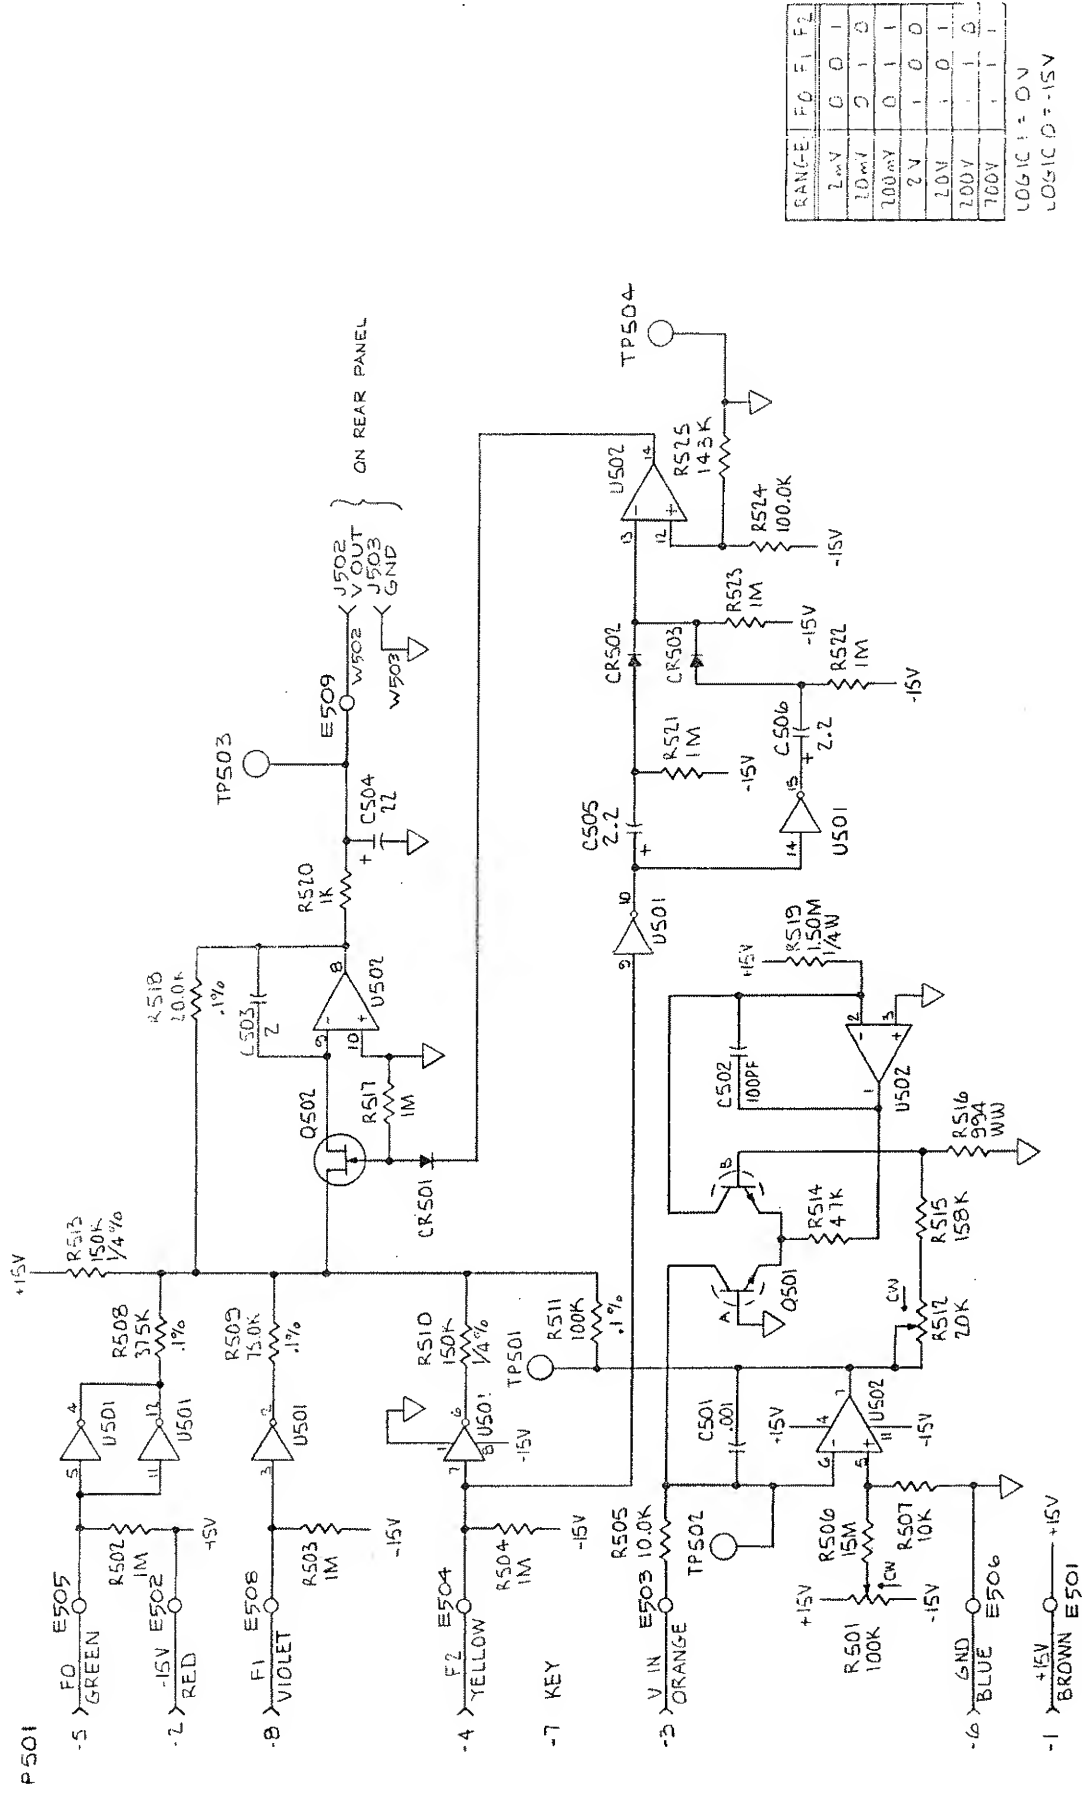 P501
-5
F0
GREEN
E505
R502
1M
5
4
U501
11
12
U501
R508
37.5K
.1%
+15V
R513
150K
1/4%
-2
-15V
RED
E502
-15V
-8
F1
VIOLET
E508
R503
1M
-15V
3
2
U501
R509
75.0K
.1%
R518
20.0K
.1%
C503
2
Q502
9
10
8
U502
R517
1M
CR501
R520
1K
TP503
C504
22
+
E509
W502
J502
V OUT
J503
GND
W503
ON REAR PANEL
-4
F2
YELLOW
E504
R504
1M
-15V
7
1
6
8
U501
-15V
R510
150K
1/4%
TP501
R511
100K
.1%
-7 KEY
9
10
U501
C505
2.2
+
R521
1M
-15V
14
15
U501
C506
2.2
+
CR502
CR503
R522
1M
-15V
R523
1M
-15V
13
12
14
U502
R525
143K
R524
100.0K
-15V
TP504
-3
V IN
ORANGE
E503
R505
10.0K
TP502
C501
.001
Q501
A
B
R514
47K
C502
100PF
+15V
R519
1.50M
1/4W
2
3
1
U502
+15V
4
6
5
7
11
U502
-15V
R506
15M
R507
10K
+15V
R501
100K
CW
-15V
R512
20K
CW
R515
158K
R516
994
WW
-6
GND
BLUE
E506
-1
+15V
BROWN
E501
+15V
RANGE F0 F1 F2
2mV 0 0 1
20mV 0 1 0
200mV 0 1 1
2V 1 0 0
20V 1 0 1
200V 1 1 0
700V 1 1 1
LOGIC 1 = 0V
LOGIC 0 = -15V